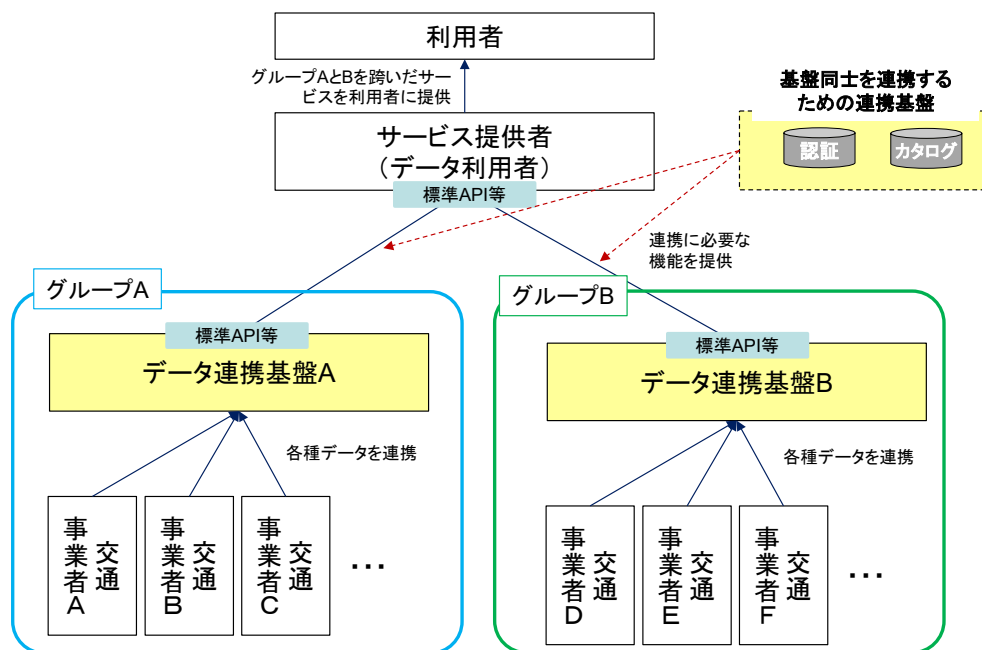 利用者
グループAとBを跨いだサー
ビスを利用者に提供
基盤同士を連携する
ための連携基盤
認証
カタログ
サービス提供者
（データ利用者）
標準API等
連携に必要な
機能を提供
グループA
標準API等
データ連携基盤A
各種データを連携
交通
事業者A
交通
事業者B
交通
事業者C
…
グループB
標準API等
データ連携基盤B
各種データを連携
交通
事業者D
交通
事業者E
交通
事業者F
…